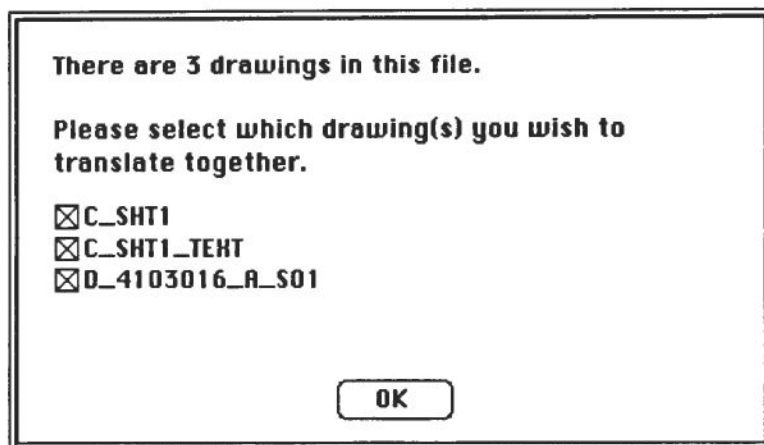 There are 3 drawings in this file.
Please select which drawing(s) you wish to
translate together.
C_SHT1
C_SHT1_TEXT
D_4103016_A_S01
OK